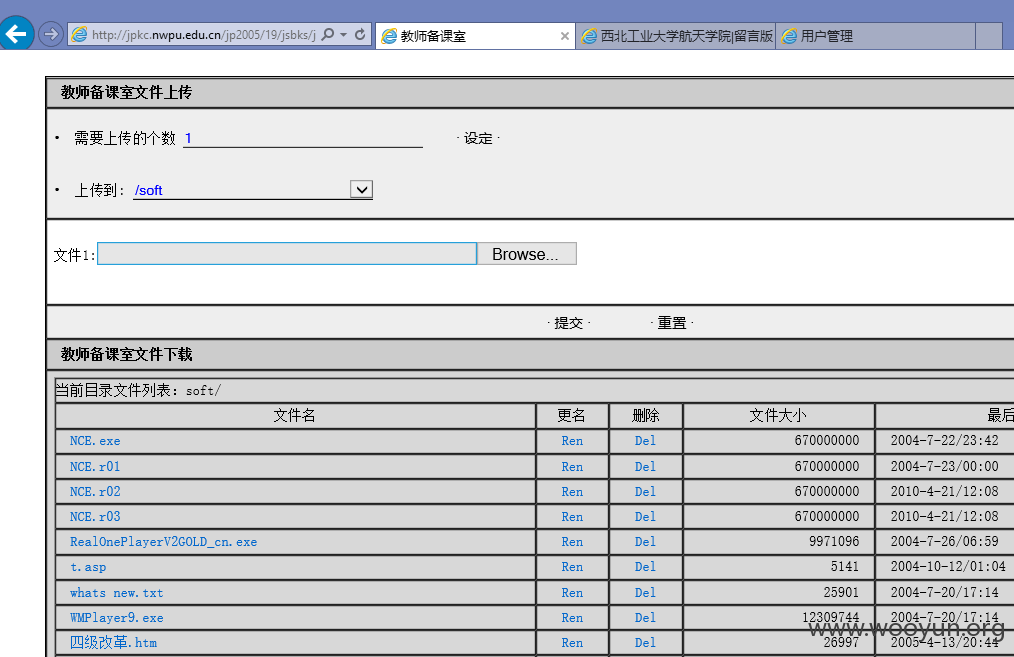 http://jpkc.nwpu.edu.cn/jp2005/19/jsbks/j 教师备课室 西北工业大学航天学院|留言版 用户管理
教师备课室文件上传
· 需要上传的个数 1 · 设定 ·
· 上传到: /soft
文件1: Browse...
· 提交 · · 重置 ·
教师备课室文件下载
当前目录文件列表: soft/
文件名 更名 删除 文件大小 最后
NCE.exe Ren Del 670000000 2004-7-22/23:42
NCE.r01 Ren Del 670000000 2004-7-23/00:00
NCE.r02 Ren Del 670000000 2010-4-21/12:08
NCE.r03 Ren Del 670000000 2010-4-21/12:08
RealOnePlayerV2GOLD_cn.exe Ren Del 9971096 2004-7-26/06:59
t.asp Ren Del 5141 2004-10-12/01:04
whats new.txt Ren Del 25901 2004-7-20/17:14
WMPlayer9.exe Ren Del 12309744 2004-7-20/17:14
www.wooyun.org
四级改革.htm Ren Del 26997 2005-4-13/20:44